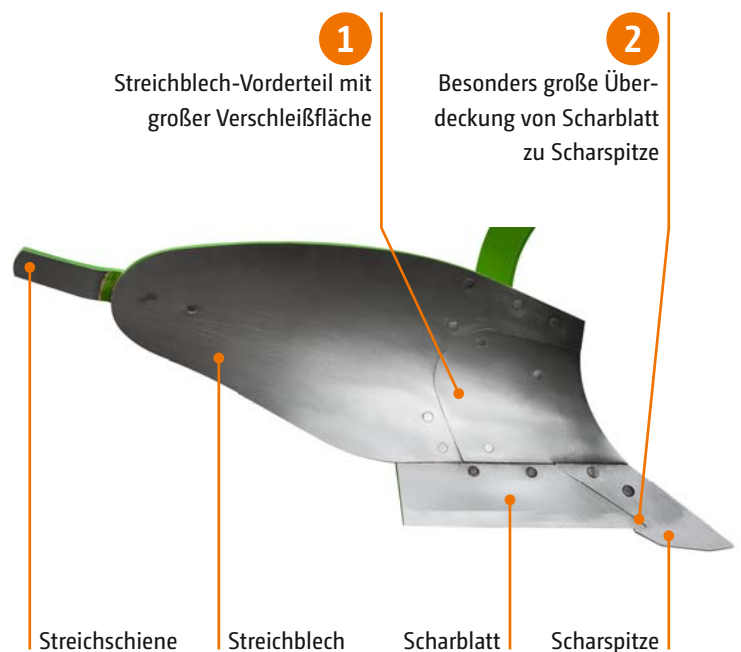 1
Streichblech-Vorderteil mit
großer Verschleißfläche
2
Besonders große Über-
deckung von Scharblatt
zu Scharspitze
Streichschiene
Streichblech
Scharblatt
Scharspitze